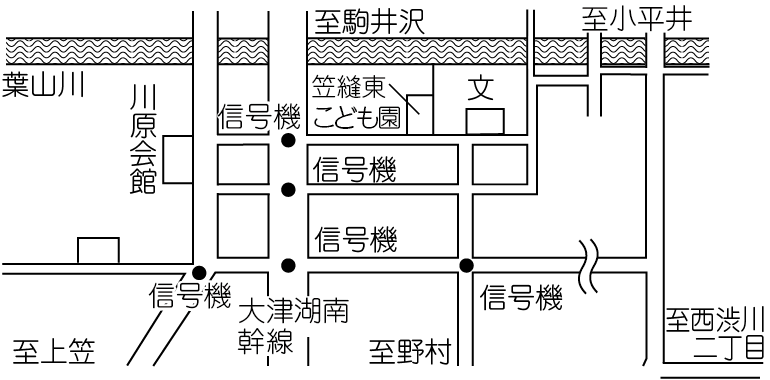 至駒井沢
至小平井
葉山川
川原会館
信号機
笠縫東
こども園
文
信号機
信号機
信号機
信号機
大津湖南
幹線
至上笠
至野村
至西渋川
二丁目